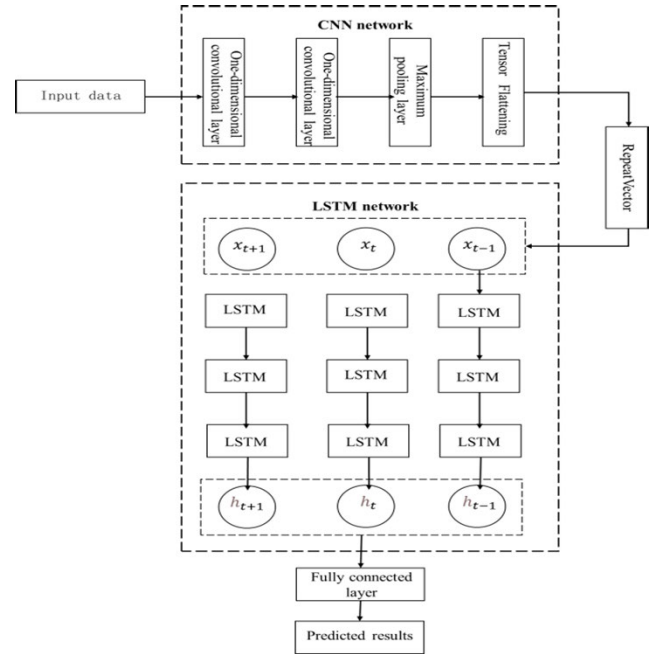 CNN network
Input data
One-dimensional
convolutional layer
One-dimensional
convolutional layer
Maximum
pooling layer
Tensor Flattening
RepeatVector
LSTM network
x_{t+1} x_t x_{t-1}
LSTM LSTM LSTM
LSTM LSTM LSTM
LSTM LSTM LSTM
h_{t+1} h_t h_{t-1}
Fully connected
layer
Predicted results